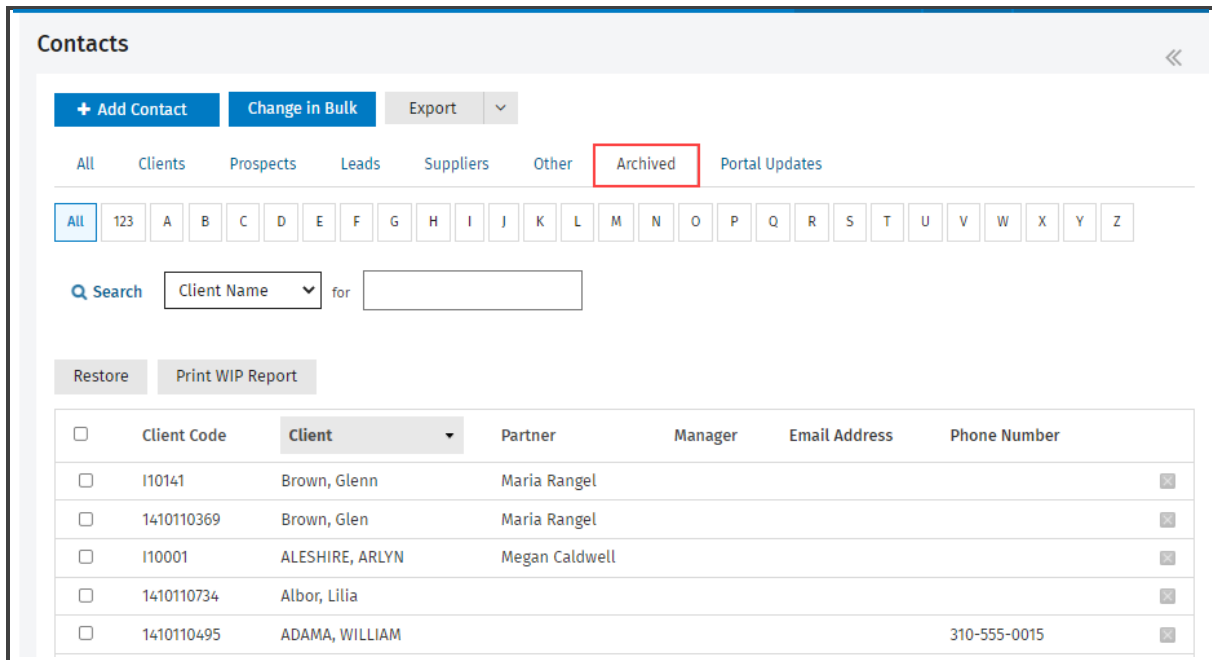 Contacts
+ Add Contact Change in Bulk Export
All Clients Prospects Leads Suppliers Other Archived Portal Updates
All 123 A B C D E F G H I J K L M N O P Q R S T U V W X Y Z
Search Client Name for
Restore Print WIP Report
Client Code Client Partner Manager Email Address Phone Number
I10141 Brown, Glenn Maria Rangel
1410110369 Brown, Glen Maria Rangel
I10001 ALESHIRE, ARLYN Megan Caldwell
1410110734 Albor, Lilia
1410110495 ADAMA, WILLIAM 310-555-0015